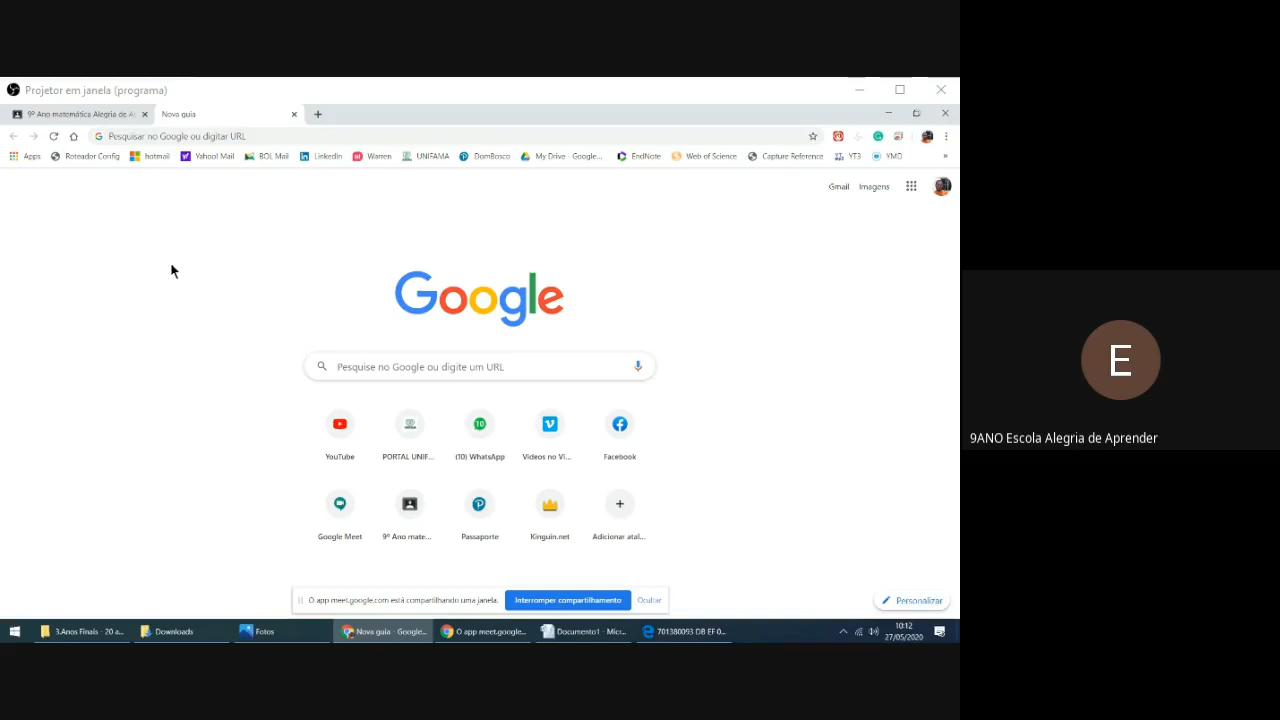 Projetor em janela (programa)
9º Ano matemática Alegria de A
Nova guia
Pesquisar no Google ou digitar URL
Apps Roteador Config hotmail Yahoo Mail BOL Mail LinkedIn Warren UNIFAMA DomBosco My Drive - Google... EndNote Web of Science Capture Reference YT3 YMD »
Gmail Imagens
Google
Pesquise no Google ou digite um URL
YouTube PORTAL UNIF... (10) WhatsApp Vídeos no Vi... Facebook
10
Google Meet 9º Ano mate... Passaporte Kinguin.net Adicionar atal...
E
9ANO Escola Alegria de Aprender
O app meet.google.com está compartilhando uma janela. Interromper compartilhamento Ocultar
Personalizar
3.Anos Finais - 20 a... Downloads Fotos Nova guia - Google... O app meet.google... Documento1 - Micr... 701380093 DB EF 0...
10:12
27/05/2020